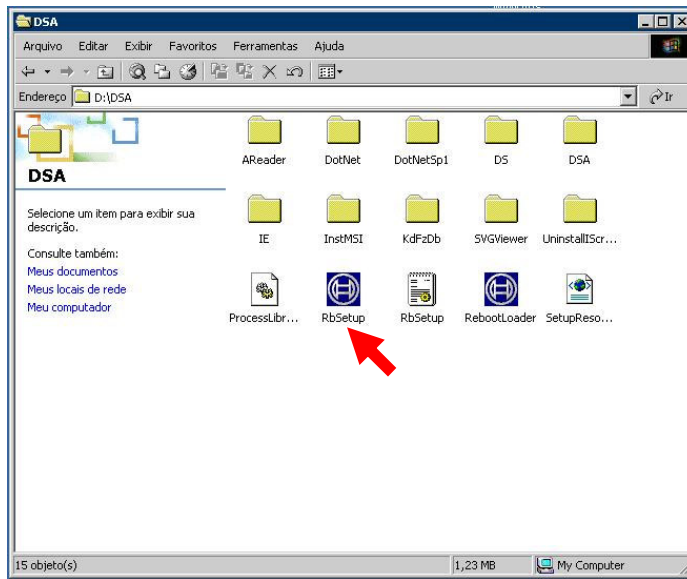 DSA
Arquivo Editar Exibir Favoritos Ferramentas Ajuda
Endereço D:\DSA Ir
DSA
Selecione um item para exibir sua
descrição.
Consulte também:
Meus documentos
Meus locais de rede
Meu computador
AReader DotNet DotNetSp1 DS DSA
IE InstMSI KdFzDb SVGViewer UninstallIScr...
ProcessLibr... RbSetup RbSetup RebootLoader SetupReso...
15 objeto(s) 1,23 MB My Computer